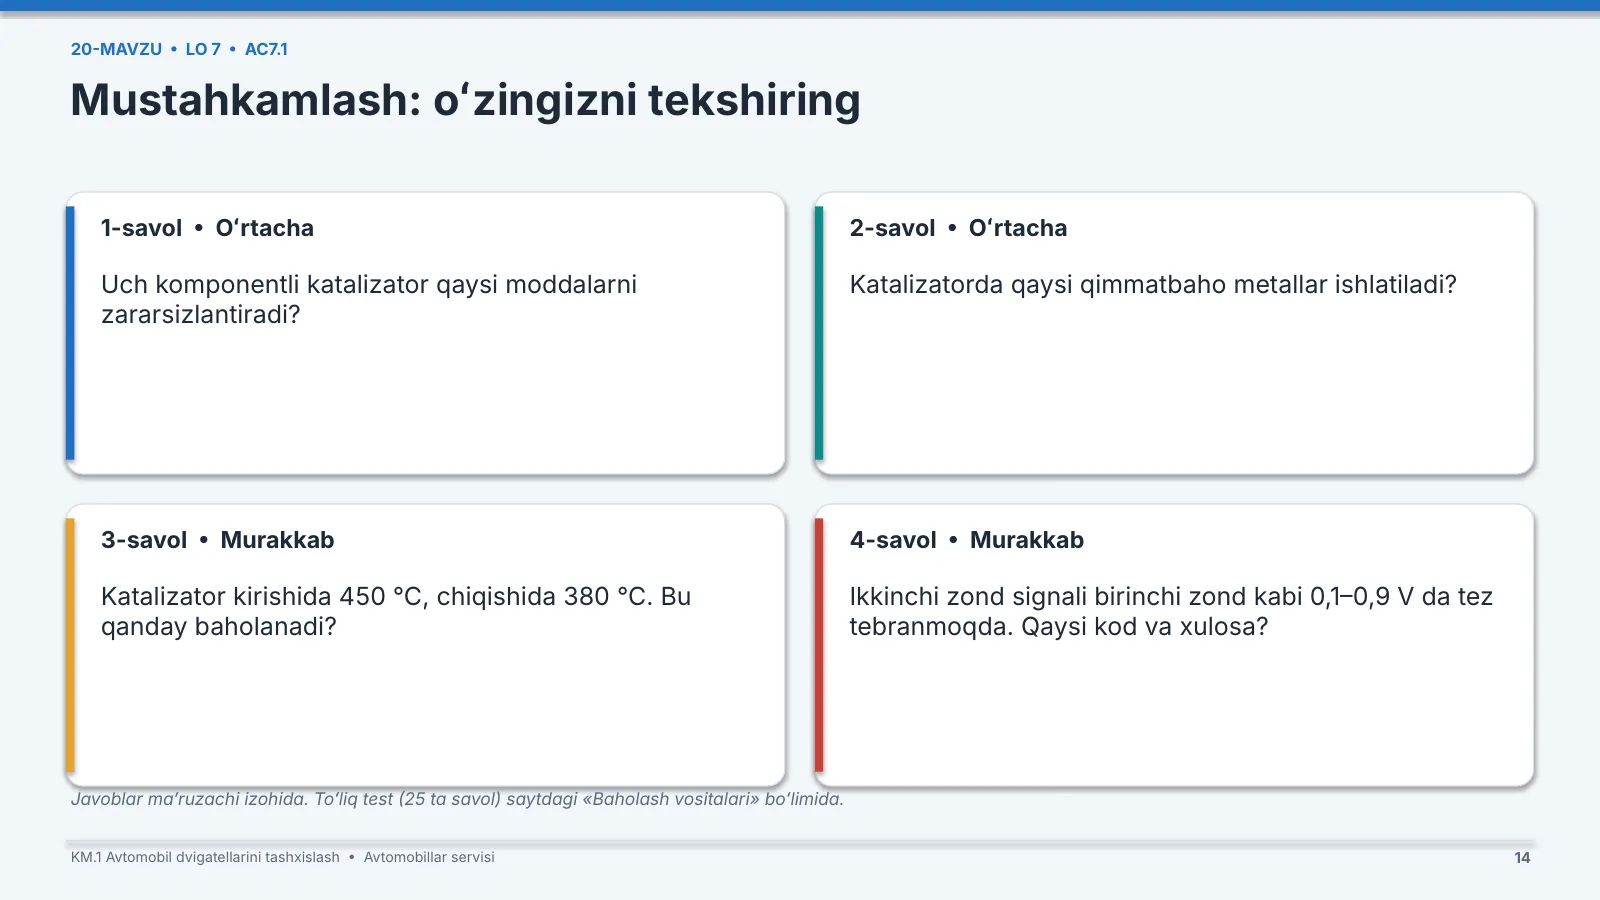 20-MAVZU • LO 7 • AC7.1
Mustahkamlash: oʻzingizni tekshiring
1-savol • Oʻrtacha
Uch komponentli katalizator qaysi moddalarni
zararsizlantiradi?
2-savol • Oʻrtacha
Katalizatorda qaysi qimmatbaho metallar ishlatiladi?
3-savol • Murakkab
Katalizator kirishida 450 °C, chiqishida 380 °C. Bu
qanday baholanadi?
4-savol • Murakkab
Ikkinchi zond signali birinchi zond kabi 0,1–0,9 V da tez
tebranmoqda. Qaysi kod va xulosa?
Javoblar maʼruzachi izohida. Toʻliq test (25 ta savol) saytdagi «Baholash vositalari» boʻlimida.
KM.1 Avtomobil dvigatellarini tashxislash • Avtomobillar servisi
14